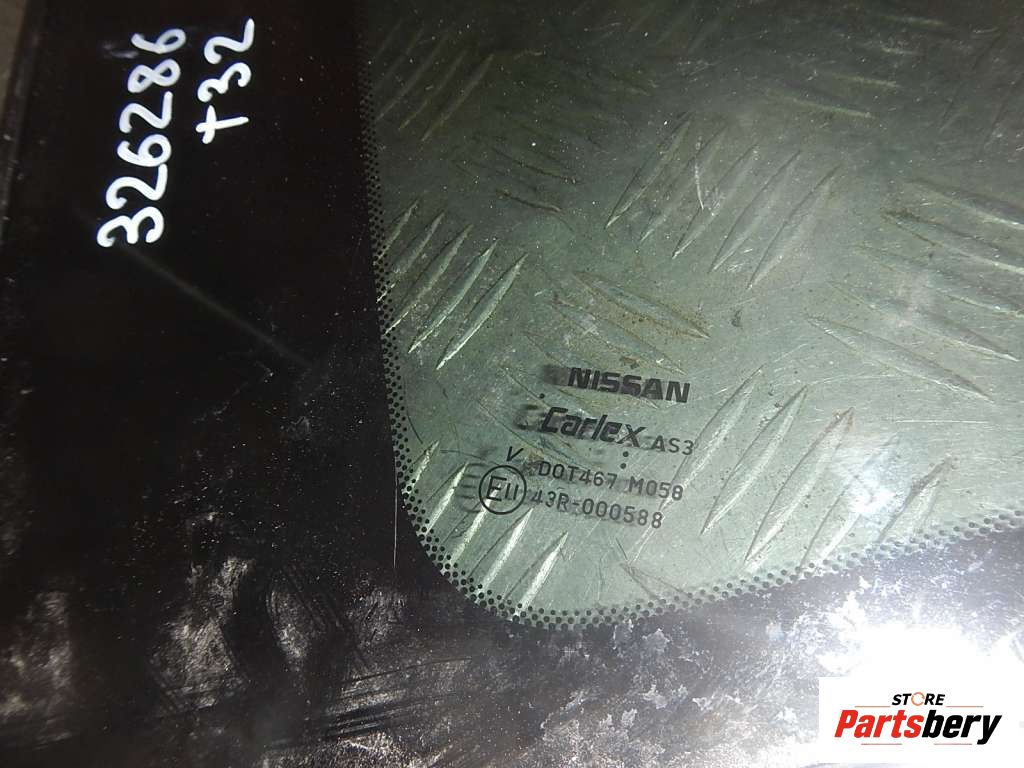 326286
T32
NISSAN
Carlex AS3
V DOT467 M058
E11 43R-000588
STORE
Partsbery